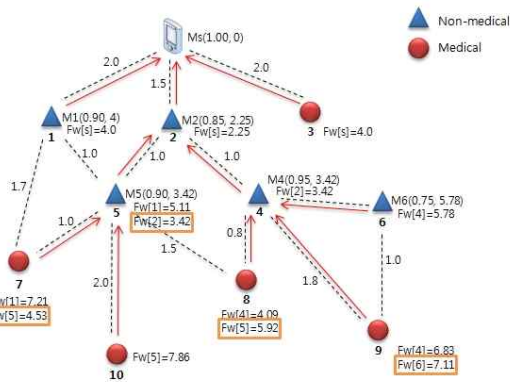 Non-medical
Medical
Ms(1.00, 0)
2.0
1.5
2.0
M1(0.90, 4)
Fw[s]=4.0
1
M2(0.85, 2.25)
Fw[s]=2.25
2
3
Fw[s]=4.0
1.0
1.0
1.0
1.7
M5(0.90, 3.42)
Fw[1]=5.11
Fw[2]=3.42
5
M4(0.95, 3.42)
Fw[2]=3.42
4
M6(0.75, 5.78)
Fw[4]=5.78
6
1.0
1.5
0.8
2.0
1.8
1.0
7
w[1]=7.21
w[5]=4.53
8
Fw[4]=4.09
Fw[5]=5.92
9
Fw[4]=6.83
Fw[6]=7.11
10
Fw[5]=7.86